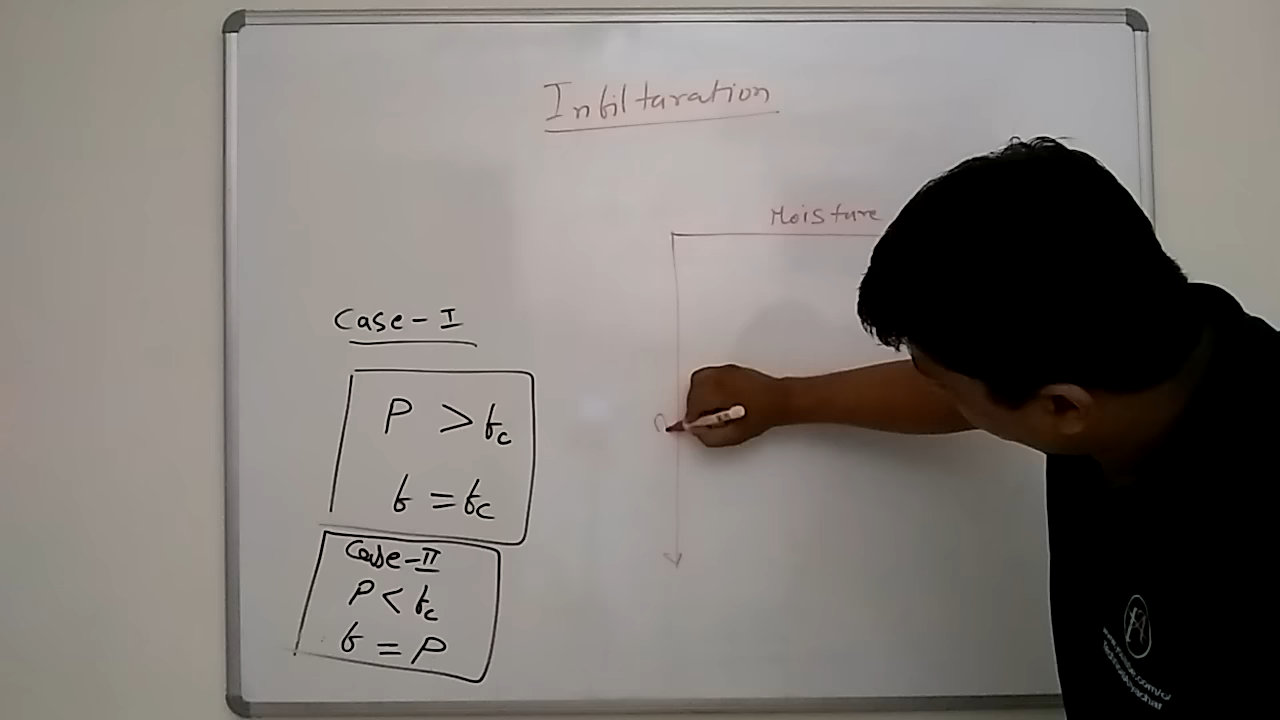 Infiltaration
Moisture
Case-I
P > fc
f = fc
Case-II
P < fc
f = P